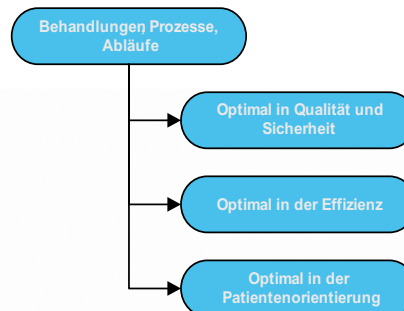 Behandlungen, Prozesse,
Abläufe
Optimal in Qualität und
Sicherheit
Optimal in der Effizienz
Optimal in der
Patientenorientierung